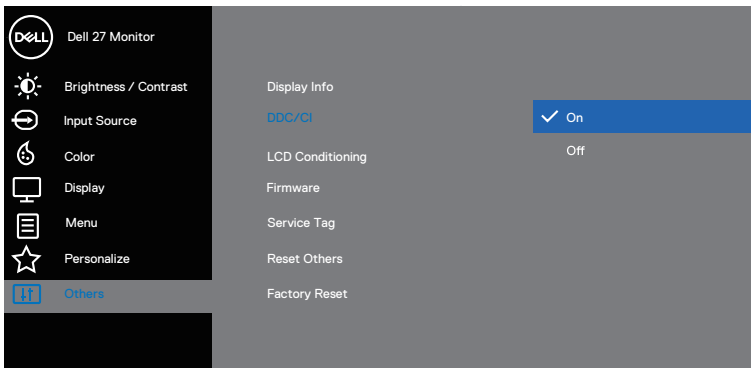 DELL
Dell 27 Monitor
Brightness / Contrast
Input Source
Color
Display
Menu
Personalize
Others
Display Info
DDC/CI
LCD Conditioning
Firmware
Service Tag
Reset Others
Factory Reset
On
Off